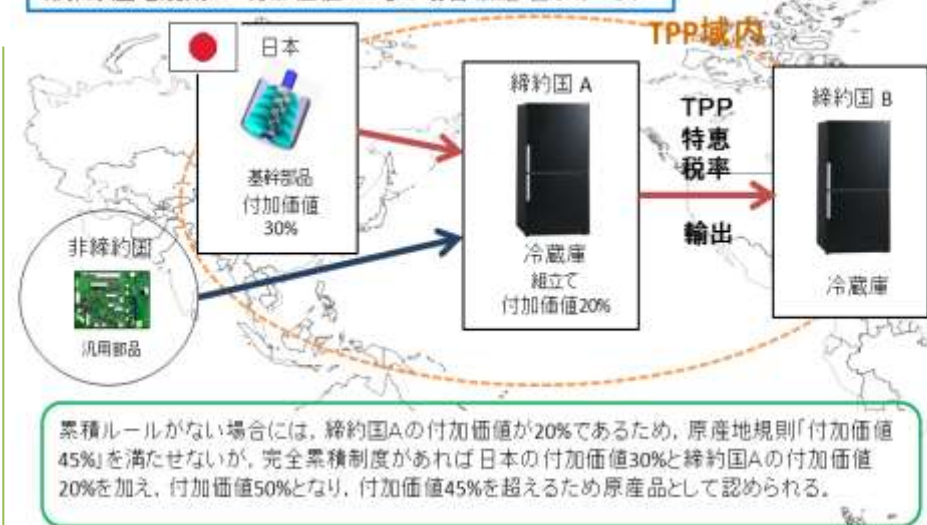 TPP域内
日本
基幹部品
付加価値
30%
非締約国
汎用部品
締約国 A
冷蔵庫
組立て
付加価値20%
TPP
特恵
税率
輸出
締約国 B
冷蔵庫
累積ルールがない場合には，締約国Aの付加価値が20%であるため，原産地規則「付加価値
45%」を満たせないが，完全累積制度があれば日本の付加価値30%と締約国Aの付加価値
20%を加え，付加価値50%となり，付加価値45%を超えるため原産品として認められる。